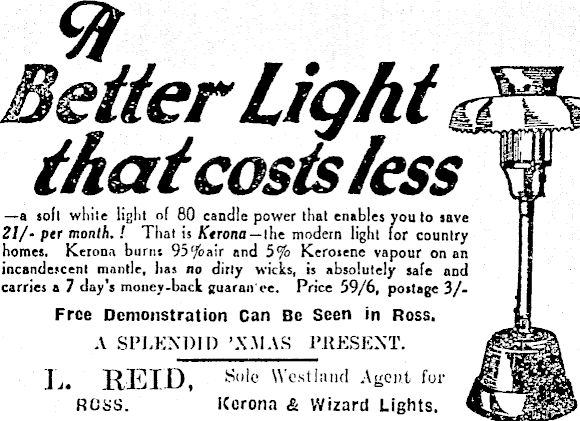 A
Better Light
that costs less
—a soft white light of 80 candle power that enables you to save
21/- per month. ! That is Kerona—the modern light for country
homes. Kerona burns 95% air and 5% Kerosene vapour on an
incandescent mantle, has no dirty wicks, is absolutely safe and
carries a 7 day's money-back guaran ee. Price 59/6, postage 3/-
Free Demonstration Can Be Seen in Ross.
A SPLENDID 'XMAS PRESENT.
L. REID, Sole Westland Agent for
ROSS. Kerona & Wizard Lights.